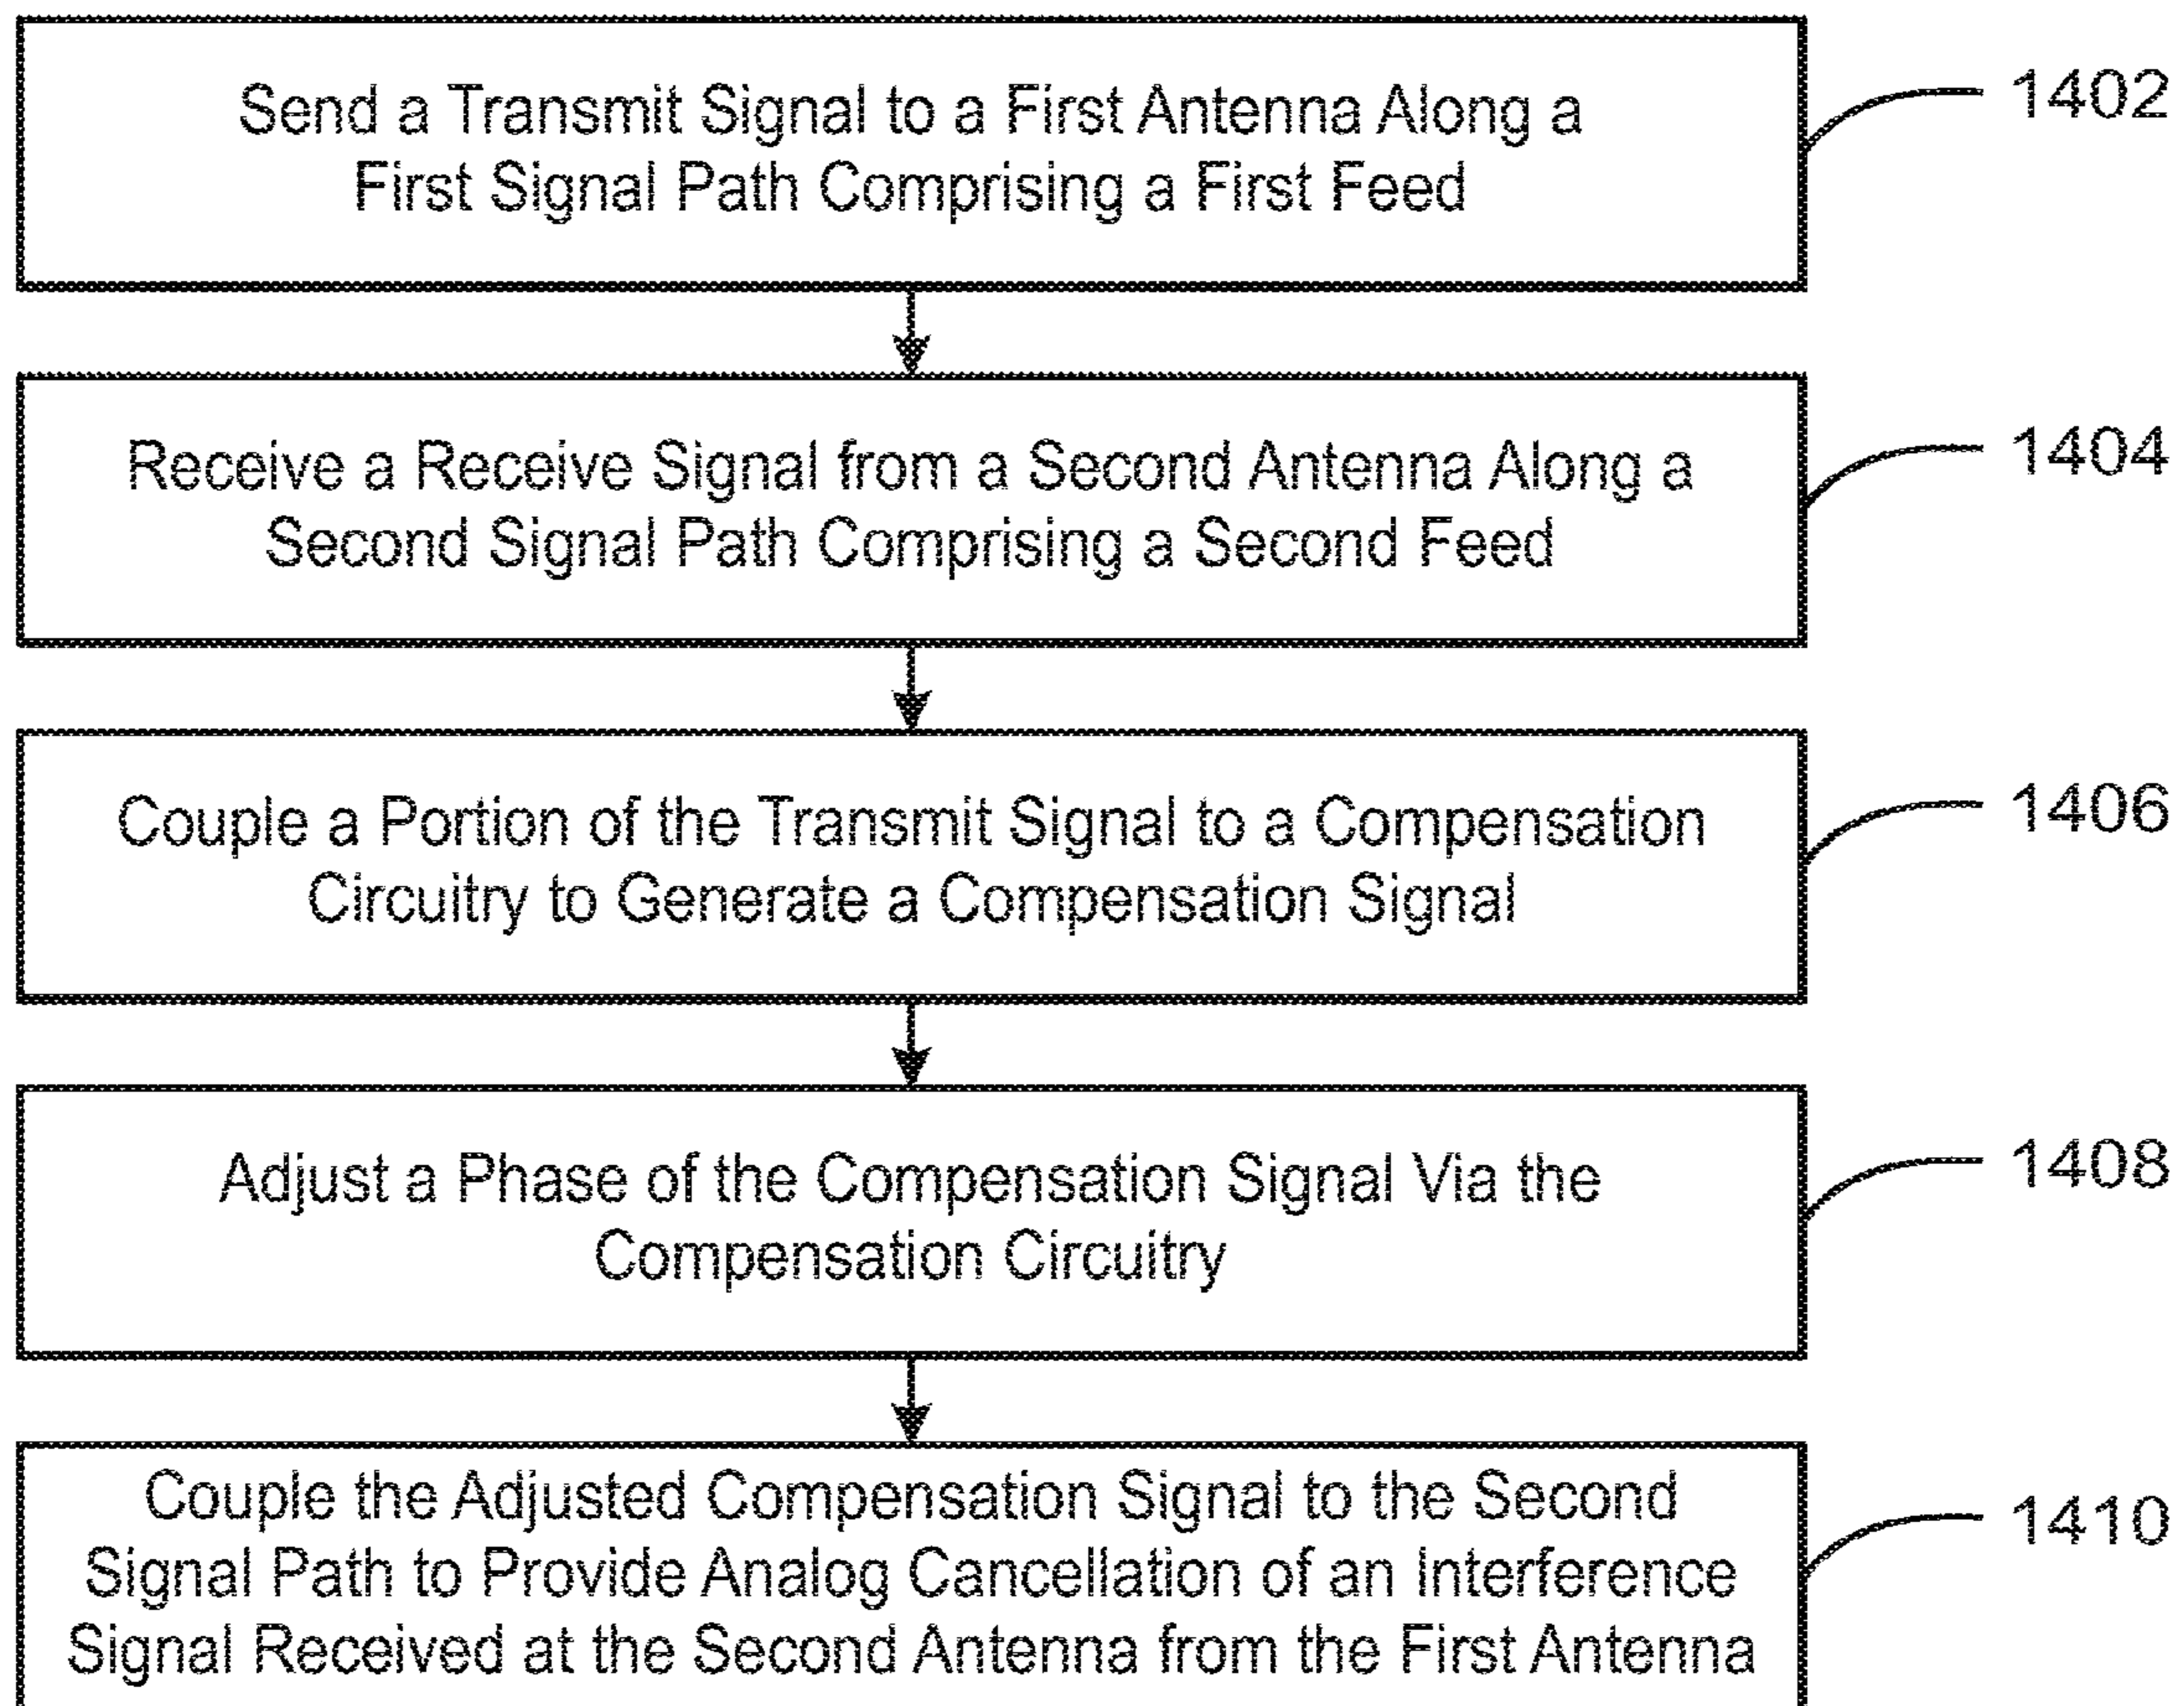 Send a Transmit Signal to a First Antenna Along a
First Signal Path Comprising a First Feed
1402
Receive a Receive Signal from a Second Antenna Along a
Second Signal Path Comprising a Second Feed
1404
Couple a Portion of the Transmit Signal to a Compensation
Circuitry to Generate a Compensation Signal
1406
Adjust a Phase of the Compensation Signal Via the
Compensation Circuitry
1408
Couple the Adjusted Compensation Signal to the Second
Signal Path to Provide Analog Cancellation of an Interference
Signal Received at the Second Antenna from the First Antenna
1410